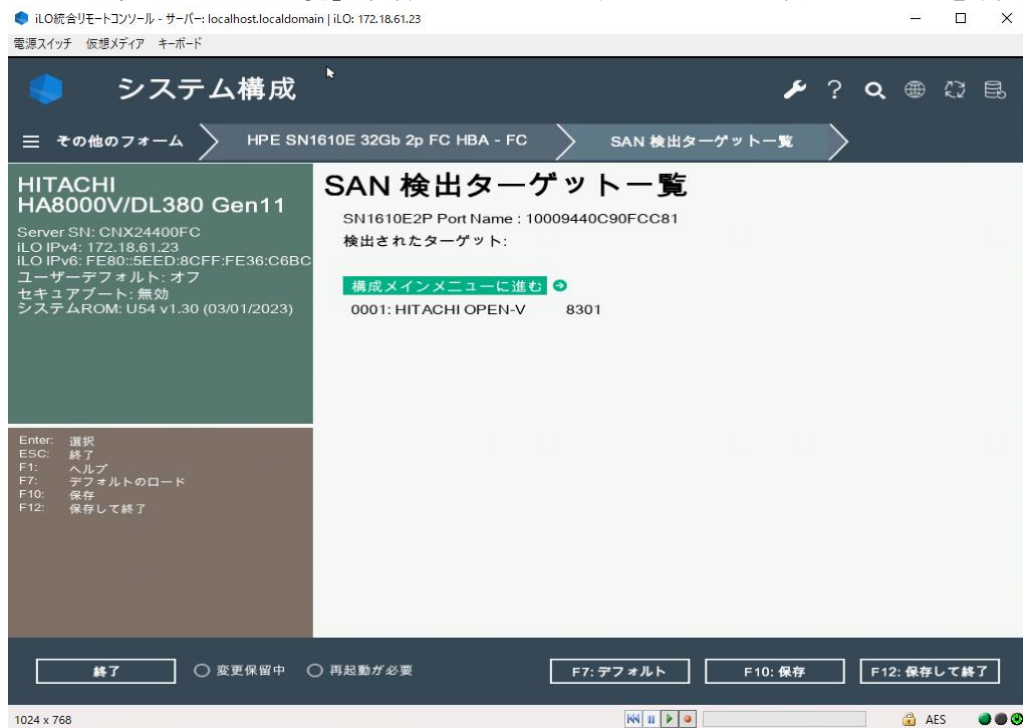 iLO統合リモートコンソール - サーバー: localhost.localdomain | iLO: 172.18.61.23
電源スイッチ 仮想メディア キーボード
システム構成
その他のフォーム HPE SN1610E 32Gb 2p FC HBA - FC SAN 検出ターゲット一覧
HITACHI
HA8000V/DL380 Gen11
Server SN: CNX24400FC
iLO IPv4: 172.18.61.23
iLO IPv6: FE80::5EED:8CFF:FE36:C6BC
ユーザーデフォルト: オフ
セキュアブート: 無効
システムROM: U54 v1.30 (03/01/2023)
Enter: 選択
ESC: 終了
F1: ヘルプ
F7: デフォルトのロード
F10: 保存
F12: 保存して終了
SAN 検出ターゲット一覧
SN1610E2P Port Name : 10009440C90FCC81
検出されたターゲット:
構成メインメニューに進む
0001: HITACHI OPEN-V 8301
終了 変更保留中 再起動が必要 F7: デフォルト F10: 保存 F12: 保存して終了
1024 x 768 AES